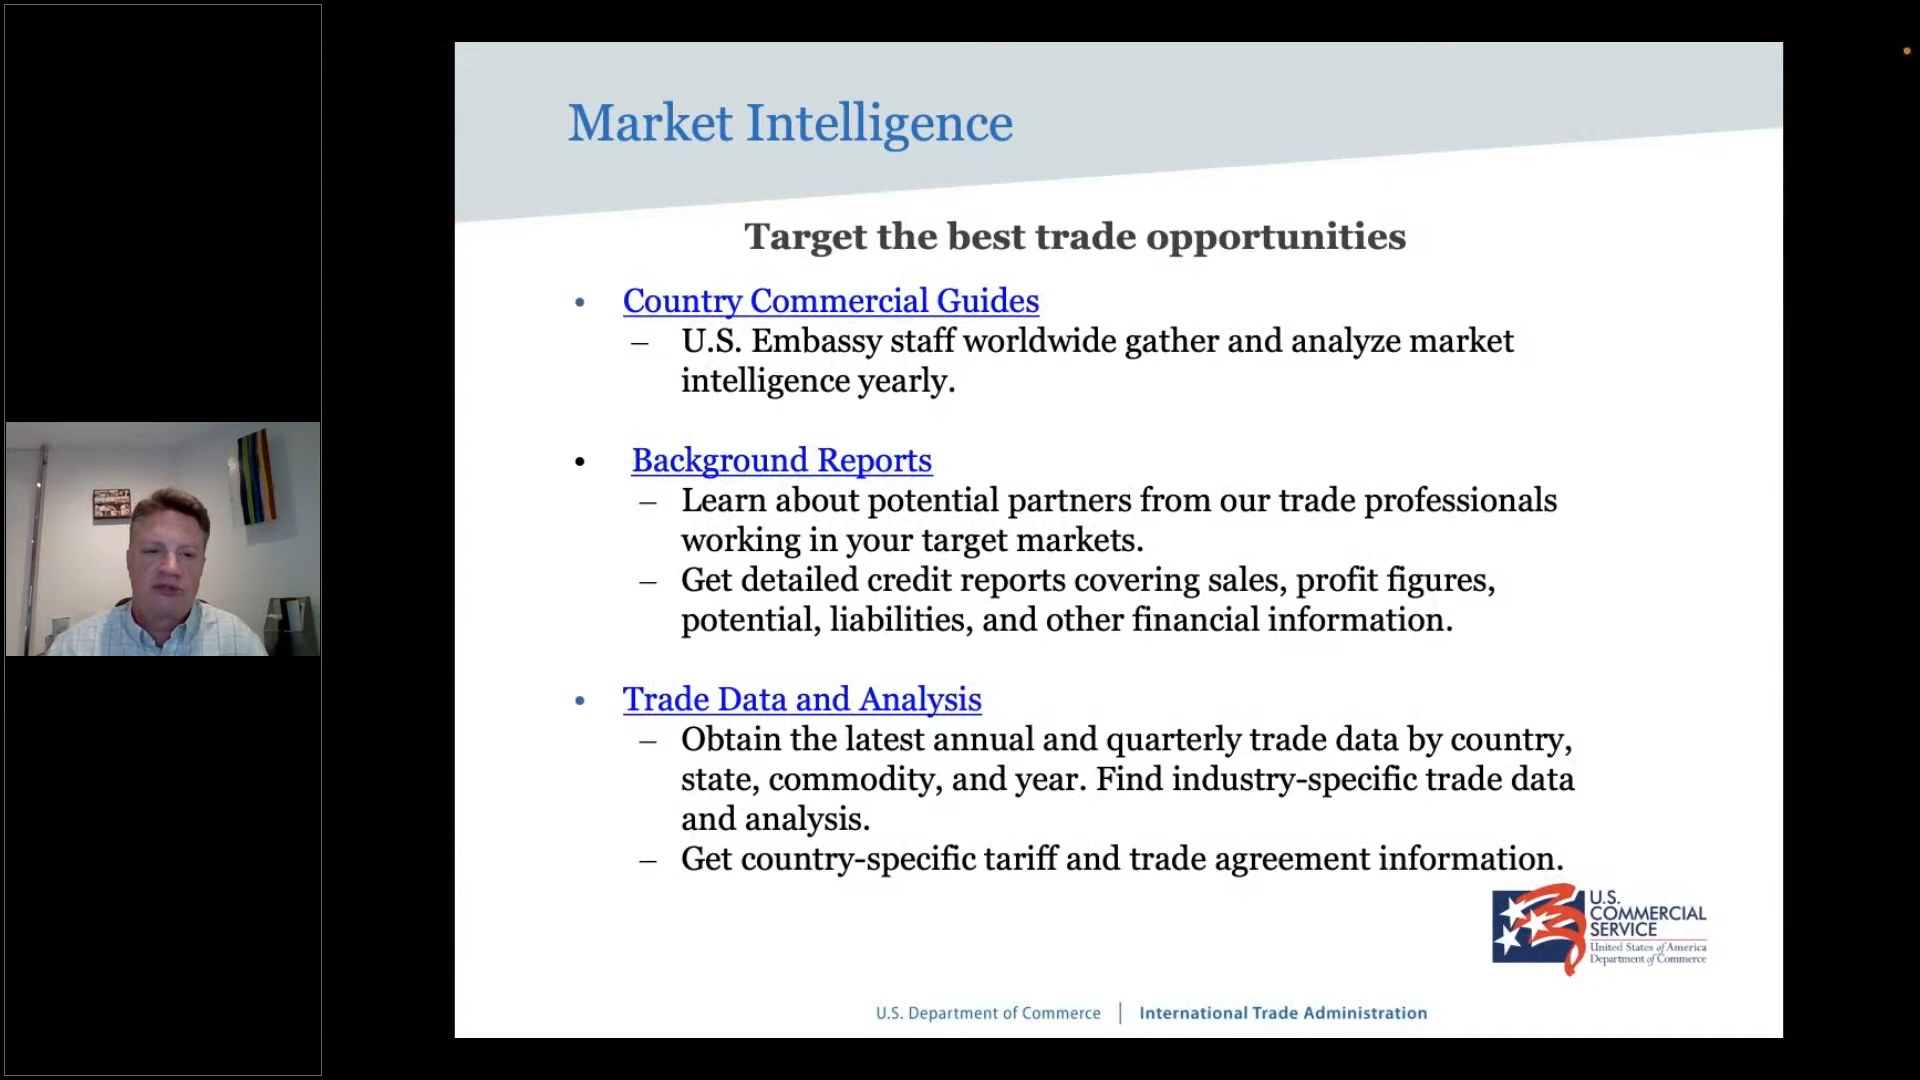 Market Intelligence
Target the best trade opportunities
• Country Commercial Guides
– U.S. Embassy staff worldwide gather and analyze market
intelligence yearly.
• Background Reports
– Learn about potential partners from our trade professionals
working in your target markets.
– Get detailed credit reports covering sales, profit figures,
potential, liabilities, and other financial information.
• Trade Data and Analysis
– Obtain the latest annual and quarterly trade data by country,
state, commodity, and year. Find industry-specific trade data
and analysis.
– Get country-specific tariff and trade agreement information.
U.S.
COMMERCIAL
SERVICE
United States of America
Department of Commerce
U.S. Department of Commerce | International Trade Administration